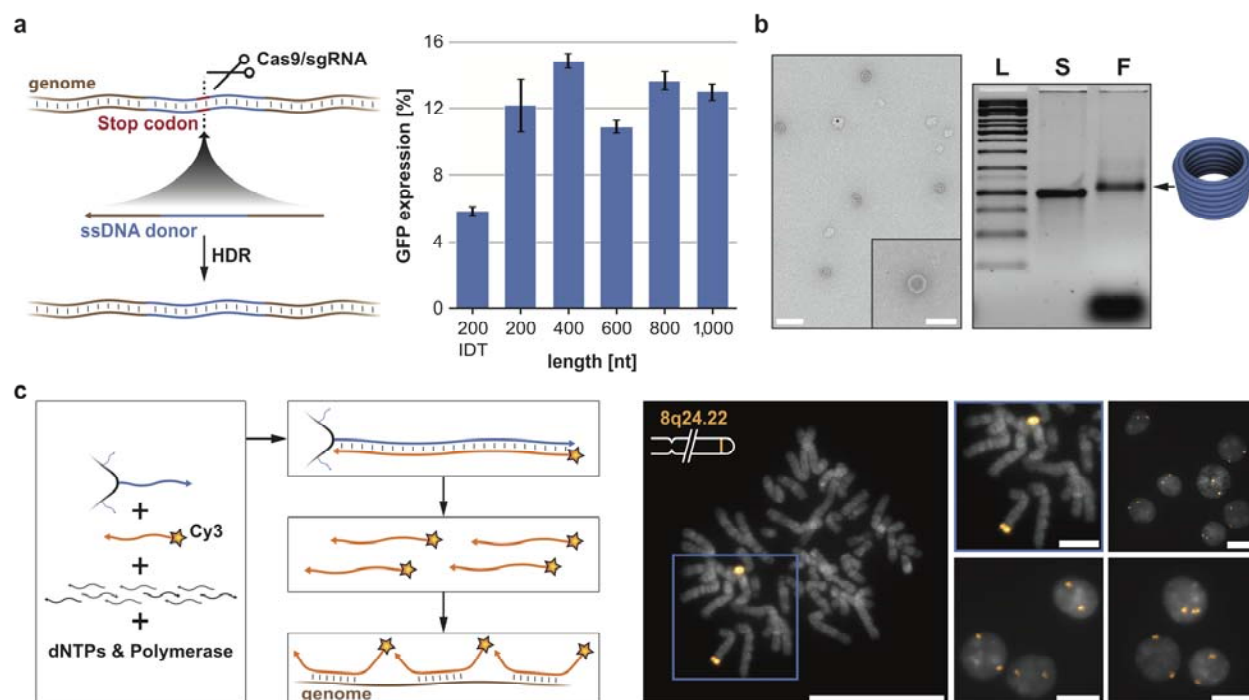 a
Cas9/sgRNA
genome
Stop codon
ssDNA donor
HDR
GFP expression [%]
16
12
8
4
0
200 200 400 600 800 1,000
IDT
length [nt]
b
L S F
c
Cy3
dNTPs & Polymerase
genome
8q24.22